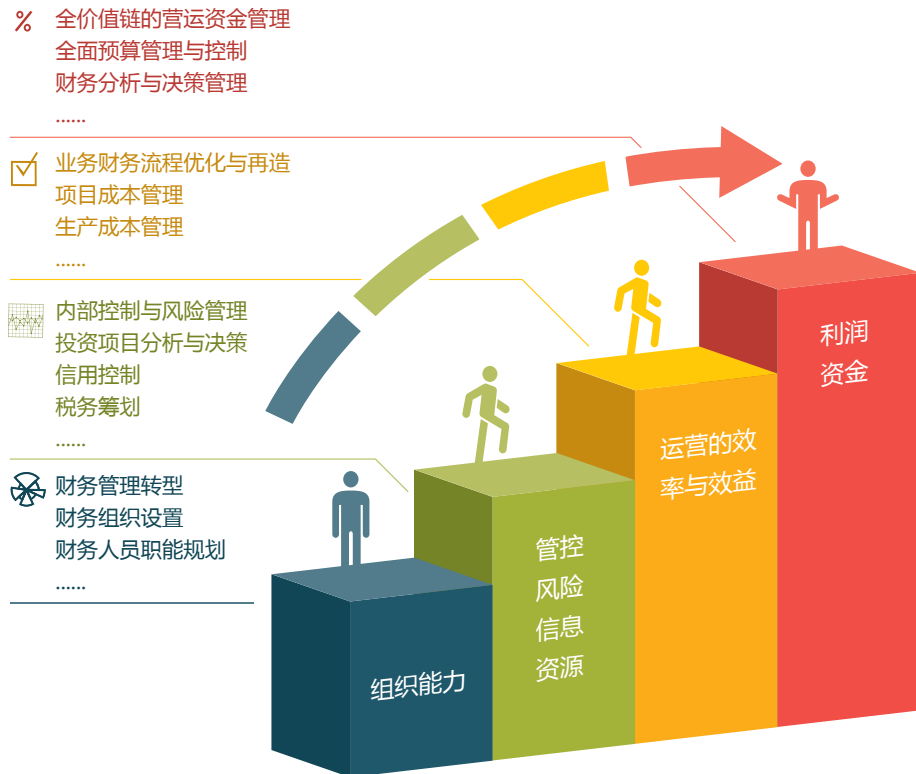 全价值链的营运资金管理
全面预算管理与控制
财务分析与决策管理
......
业务财务流程优化与再造
项目成本管理
生产成本管理
......
内部控制与风险管理
投资项目分析与决策
信用控制
税务筹划
......
财务管理转型
财务组织设置
财务人员职能规划
......
组织能力
管控
风险
信息
资源
运营的效
率与效益
利润
资金